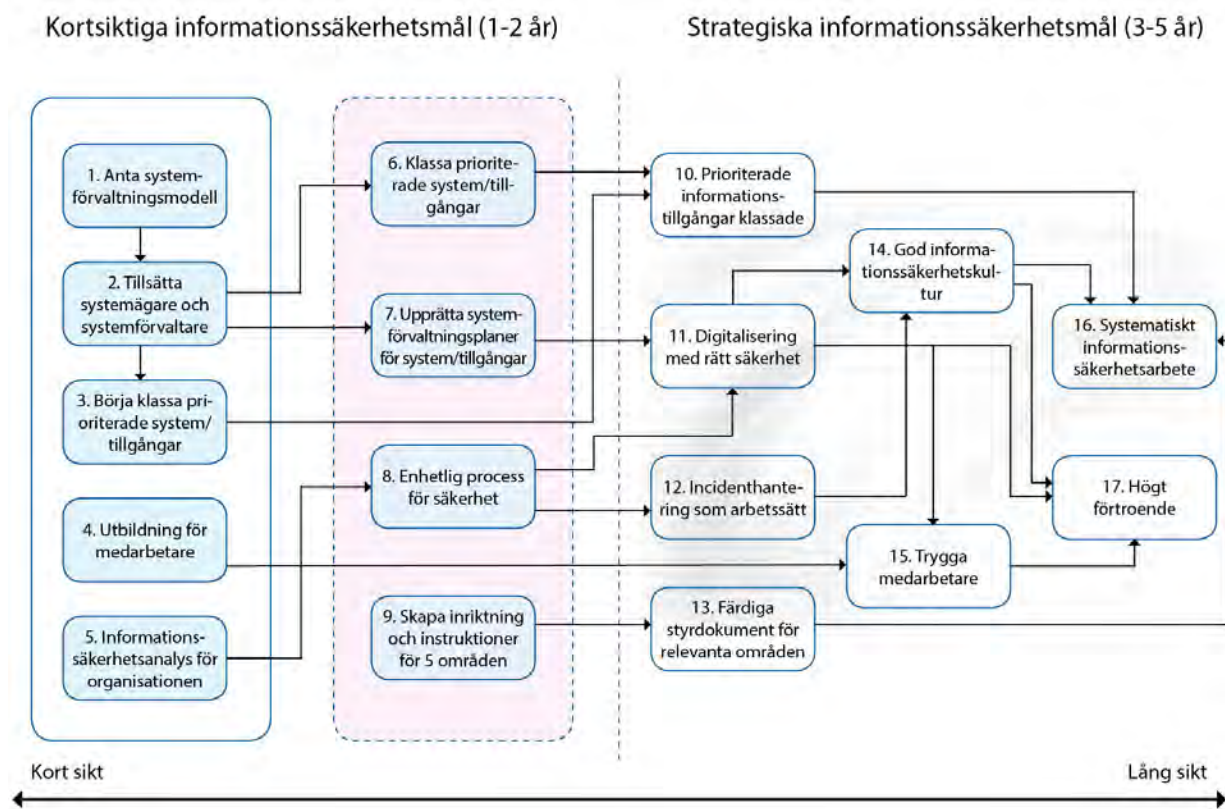 Kortsiktiga informationssäkerhetsmål (1-2 år)
Strategiska informationssäkerhetsmål (3-5 år)
1. Anta system-
förvaltningsmodell
2. Tillsätta
systemägare och
systemförvaltare
3. Börja klassa pri-
oriterade system/
tillgångar
4. Utbildning för
medarbetare
5. Informations-
säkerhetsanalys för
organisationen
6. Klassa priorite-
rade system/till-
gångar
7. Upprätta system-
förvaltningsplaner
för system/tillgångar
8. Enhetlig process
för säkerhet
9. Skapa inriktning
och instruktioner
för 5 områden
10. Prioriterade
informations-
tillgångar klassade
11. Digitalisering
med rätt säkerhet
12. Incidenthante-
ring som arbetssätt
13. Färdiga
styrdokument för
relevanta områden
14. God informa-
tionssäkerhetskul-
tur
15. Trygga
medarbetare
16. Systematiskt
informations-
säkerhetsarbete
17. Högt
förtroende
Kort sikt
Lång sikt